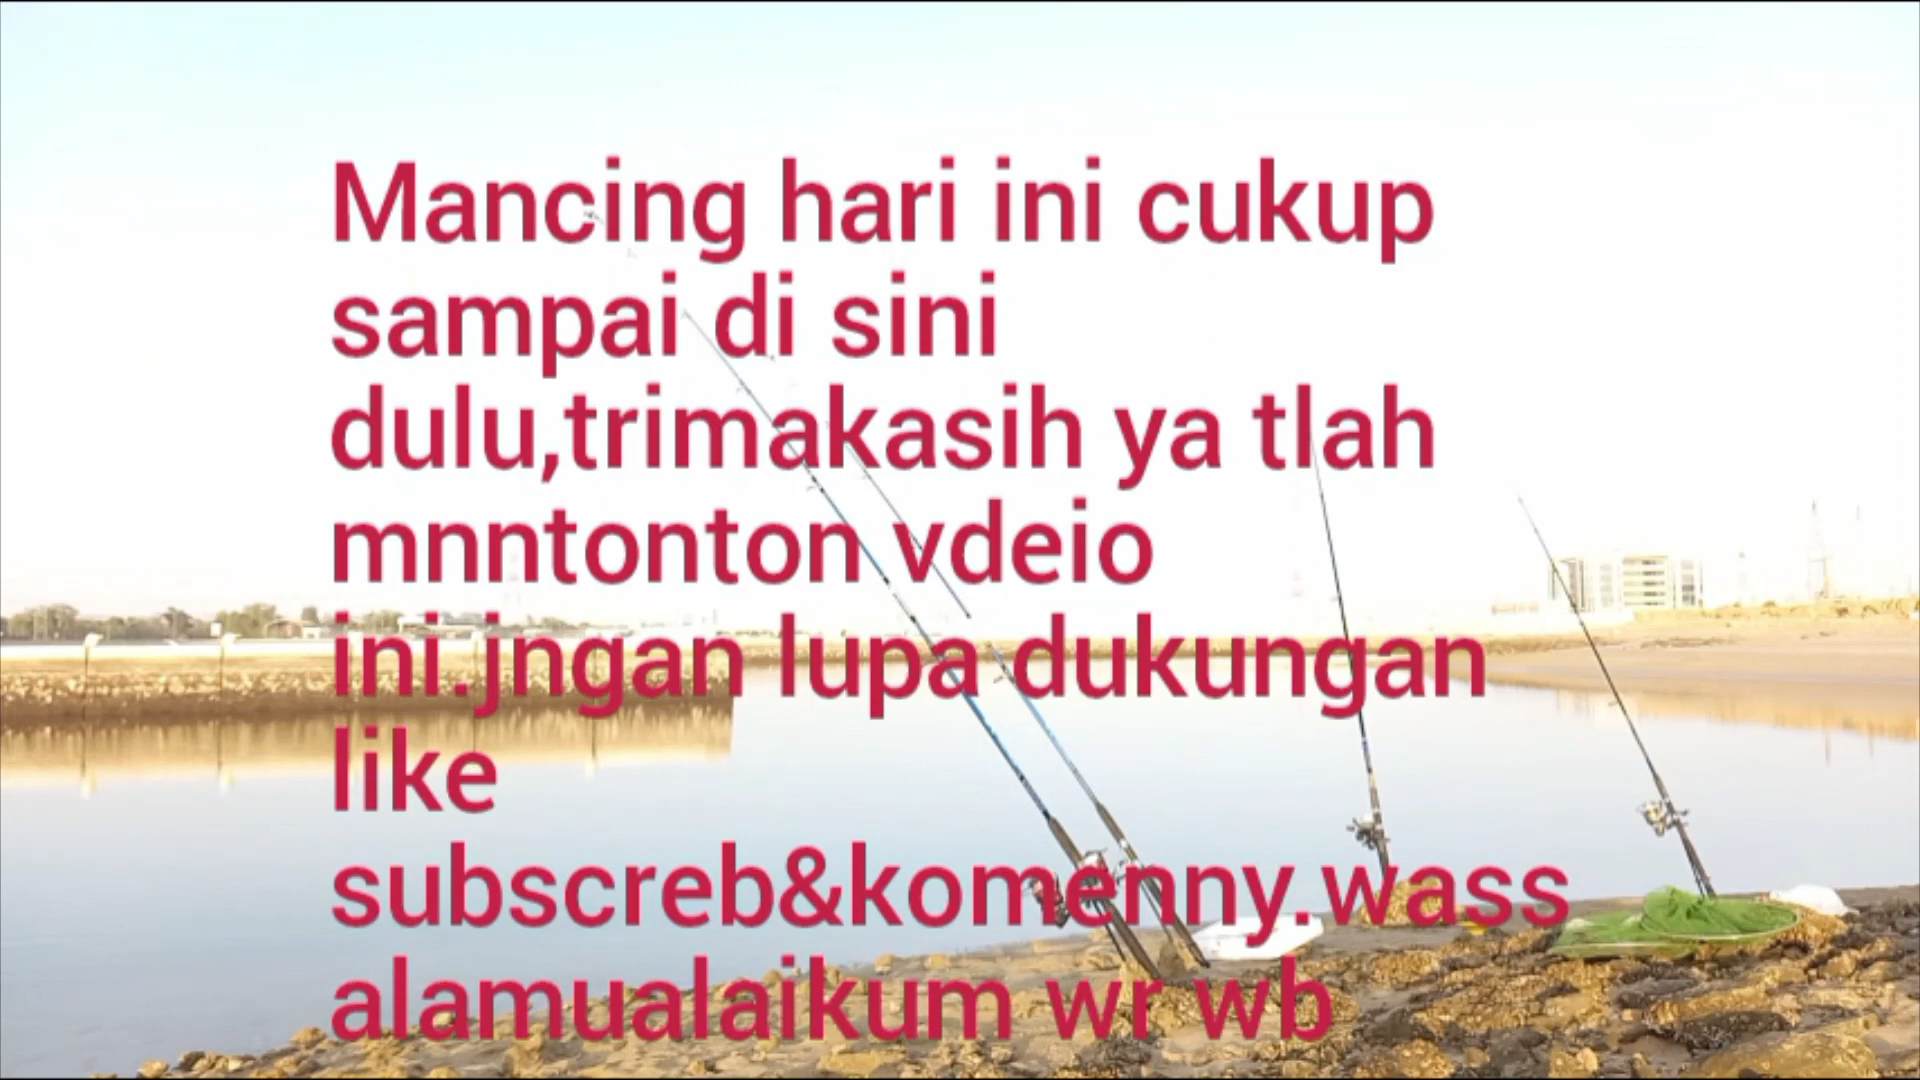 Mancing hari ini cukup
sampai di sini
dulu,trimakasih ya tlah
mnntonton vdeio
ini.jngan lupa dukungan
like
subscreb&komenny.wass
alamualaikum wr wb